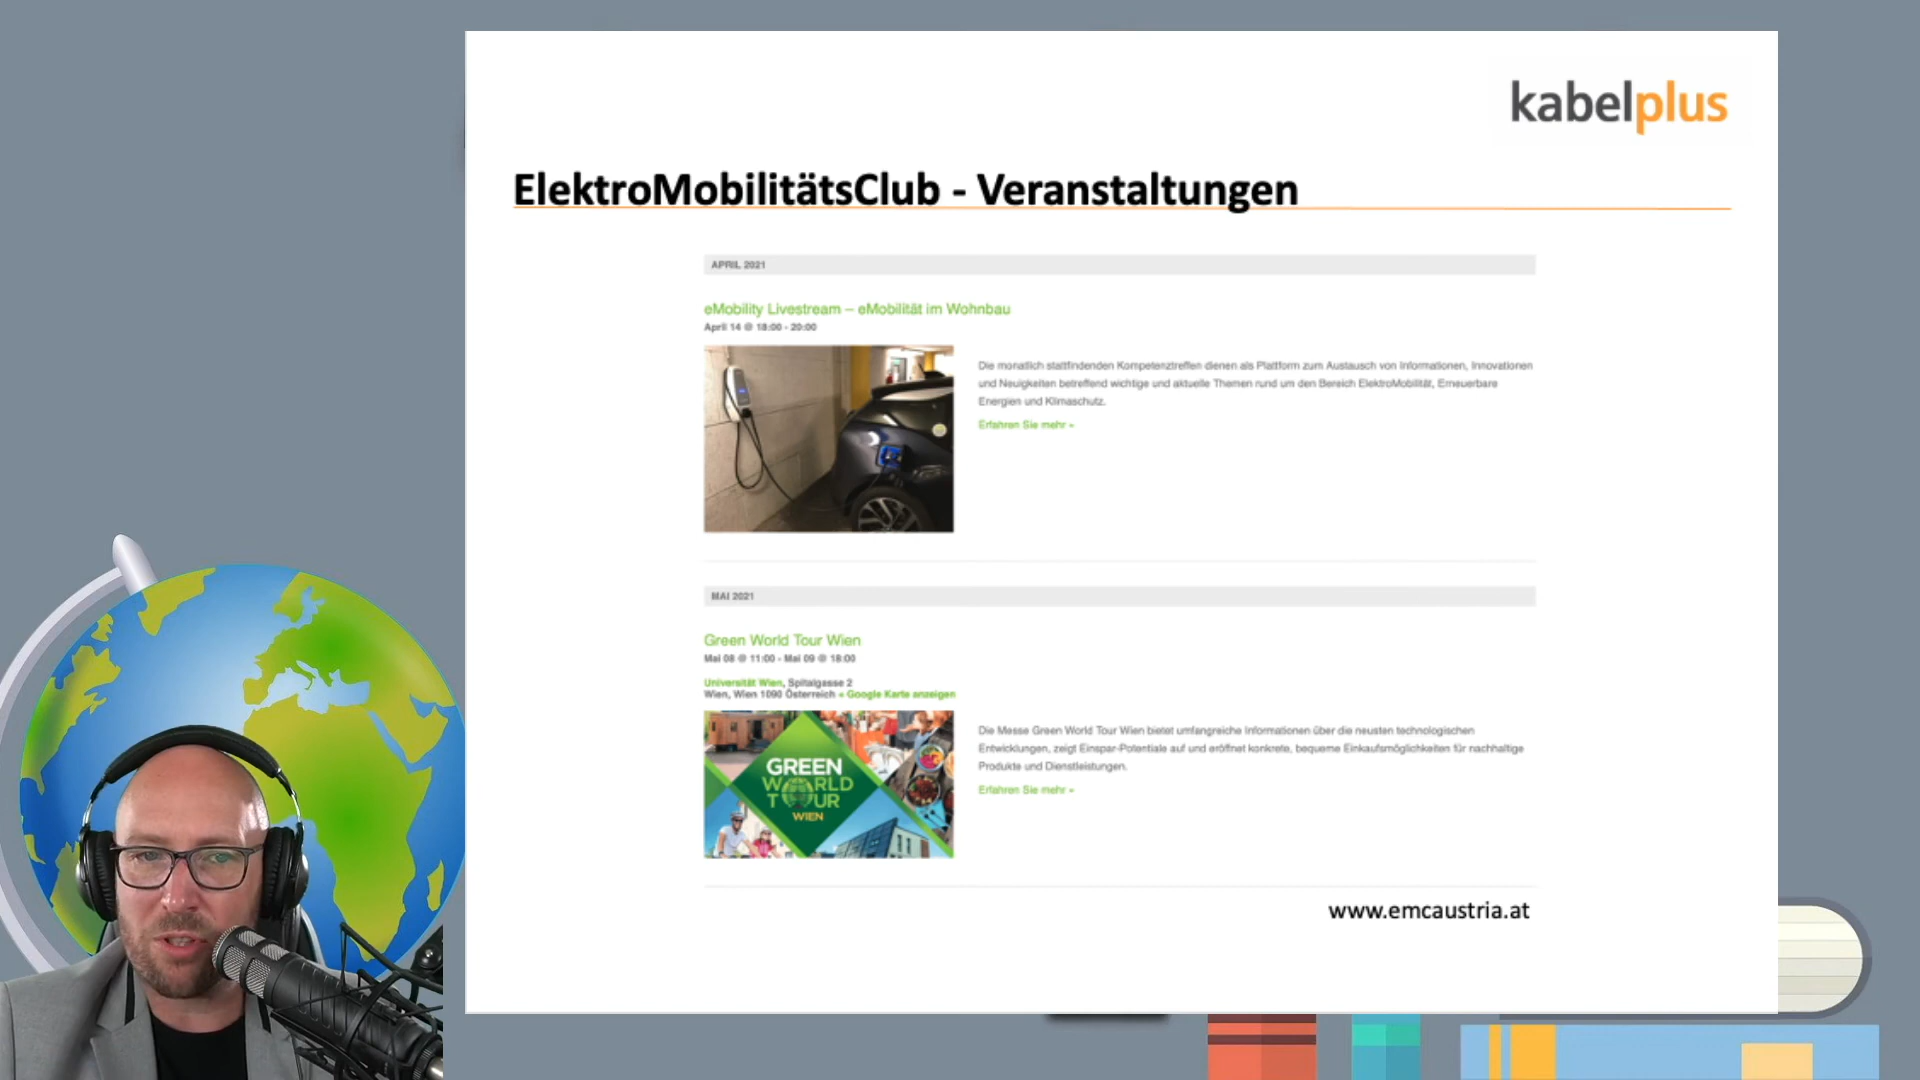 kabelplus
ElektroMobilitätsClub - Veranstaltungen
APRIL 2021
eMobility Livestream – eMobilität im Wohnbau
April 14 @ 18:00 - 20:00
Die monatlich stattfindenden Kompetenztreffen dienen als Plattform zum Austausch von Informationen, Innovationen
und Neuigkeiten betreffend wichtige und aktuelle Themen rund um den Bereich ElektroMobilität, Erneuerbare
Energien und Klimaschutz.
Erfahren Sie mehr »
MAI 2021
Green World Tour Wien
Mai 08 @ 11:00 - Mai 09 @ 18:00
Universität Wien, Spitalgasse 2
Wien, Wien 1090 Österreich + Google Karte anzeigen
GREEN
WORLD
TOUR
WIEN
Die Messe Green World Tour Wien bietet umfangreiche Informationen über die neusten technologischen
Entwicklungen, zeigt Einspar-Potentiale auf und eröffnet konkrete, bequeme Einkaufsmöglichkeiten für nachhaltige
Produkte und Dienstleistungen.
Erfahren Sie mehr »
www.emcaustria.at